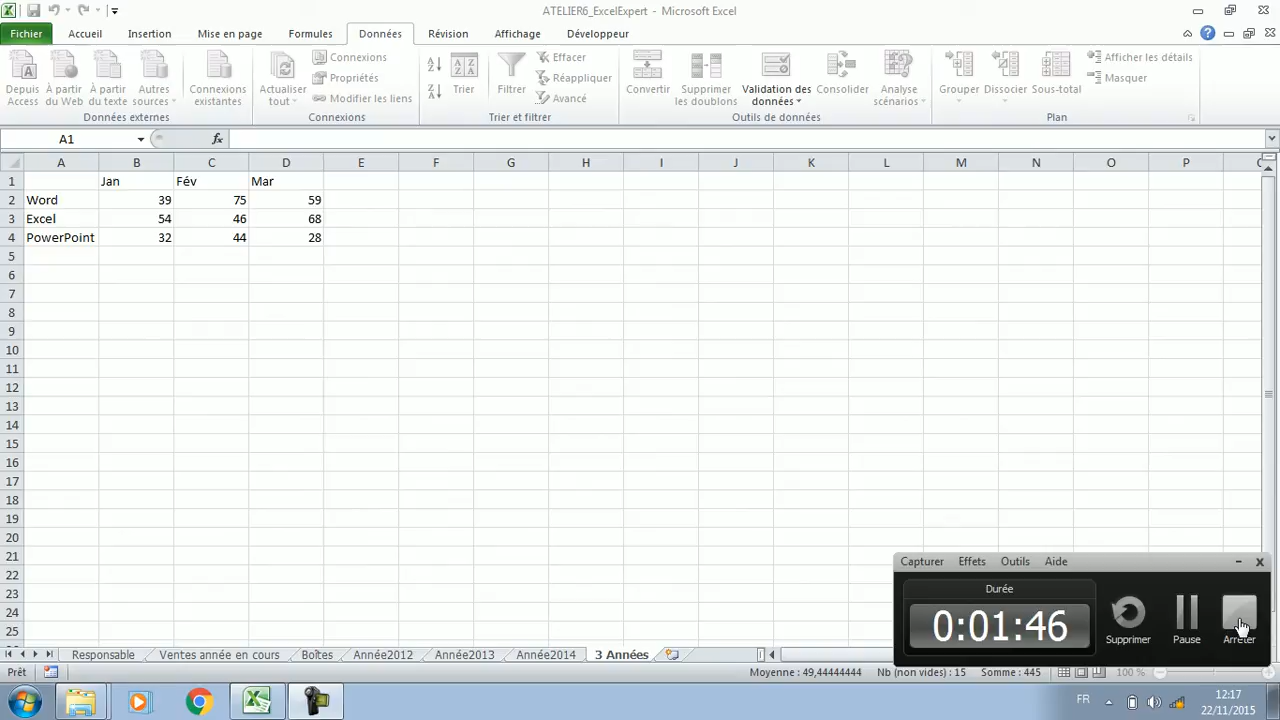 ATELIER6_ExcelExpert - Microsoft Excel
Fichier Accueil Insertion Mise en page Formules Données Révision Affichage Développeur
Depuis Access
À partir du Web
À partir du texte
Autres sources
Connexions existantes
Données externes
Actualiser tout
Connexions
Propriétés
Modifier les liens
Connexions
Trier
Filtrer
Effacer
Réappliquer
Avancé
Trier et filtrer
Convertir
Supprimer les doublons
Validation des données
Consolider
Analyse scénarios
Outils de données
Grouper
Dissocier
Sous-total
Afficher les détails
Masquer
Plan
A1 fx
A B C D E F G H I J K L M N O P
1 Jan Fév Mar
2 Word 39 75 59
3 Excel 54 46 68
4 PowerPoint 32 44 28
5
6
7
8
9
10
11
12
13
14
15
16
17
18
19
20
21
22
23
24
25
Capturer Effets Outils Aide
Durée
0:01:46
Supprimer Pause Arrêter
Responsable Ventes année en cours Boîtes Année2012 Année2013 Année2014 3 Années
Prêt Moyenne : 49,44444444 Nb (non vides) : 15 Somme : 445 100 %
FR 12:17
22/11/2015